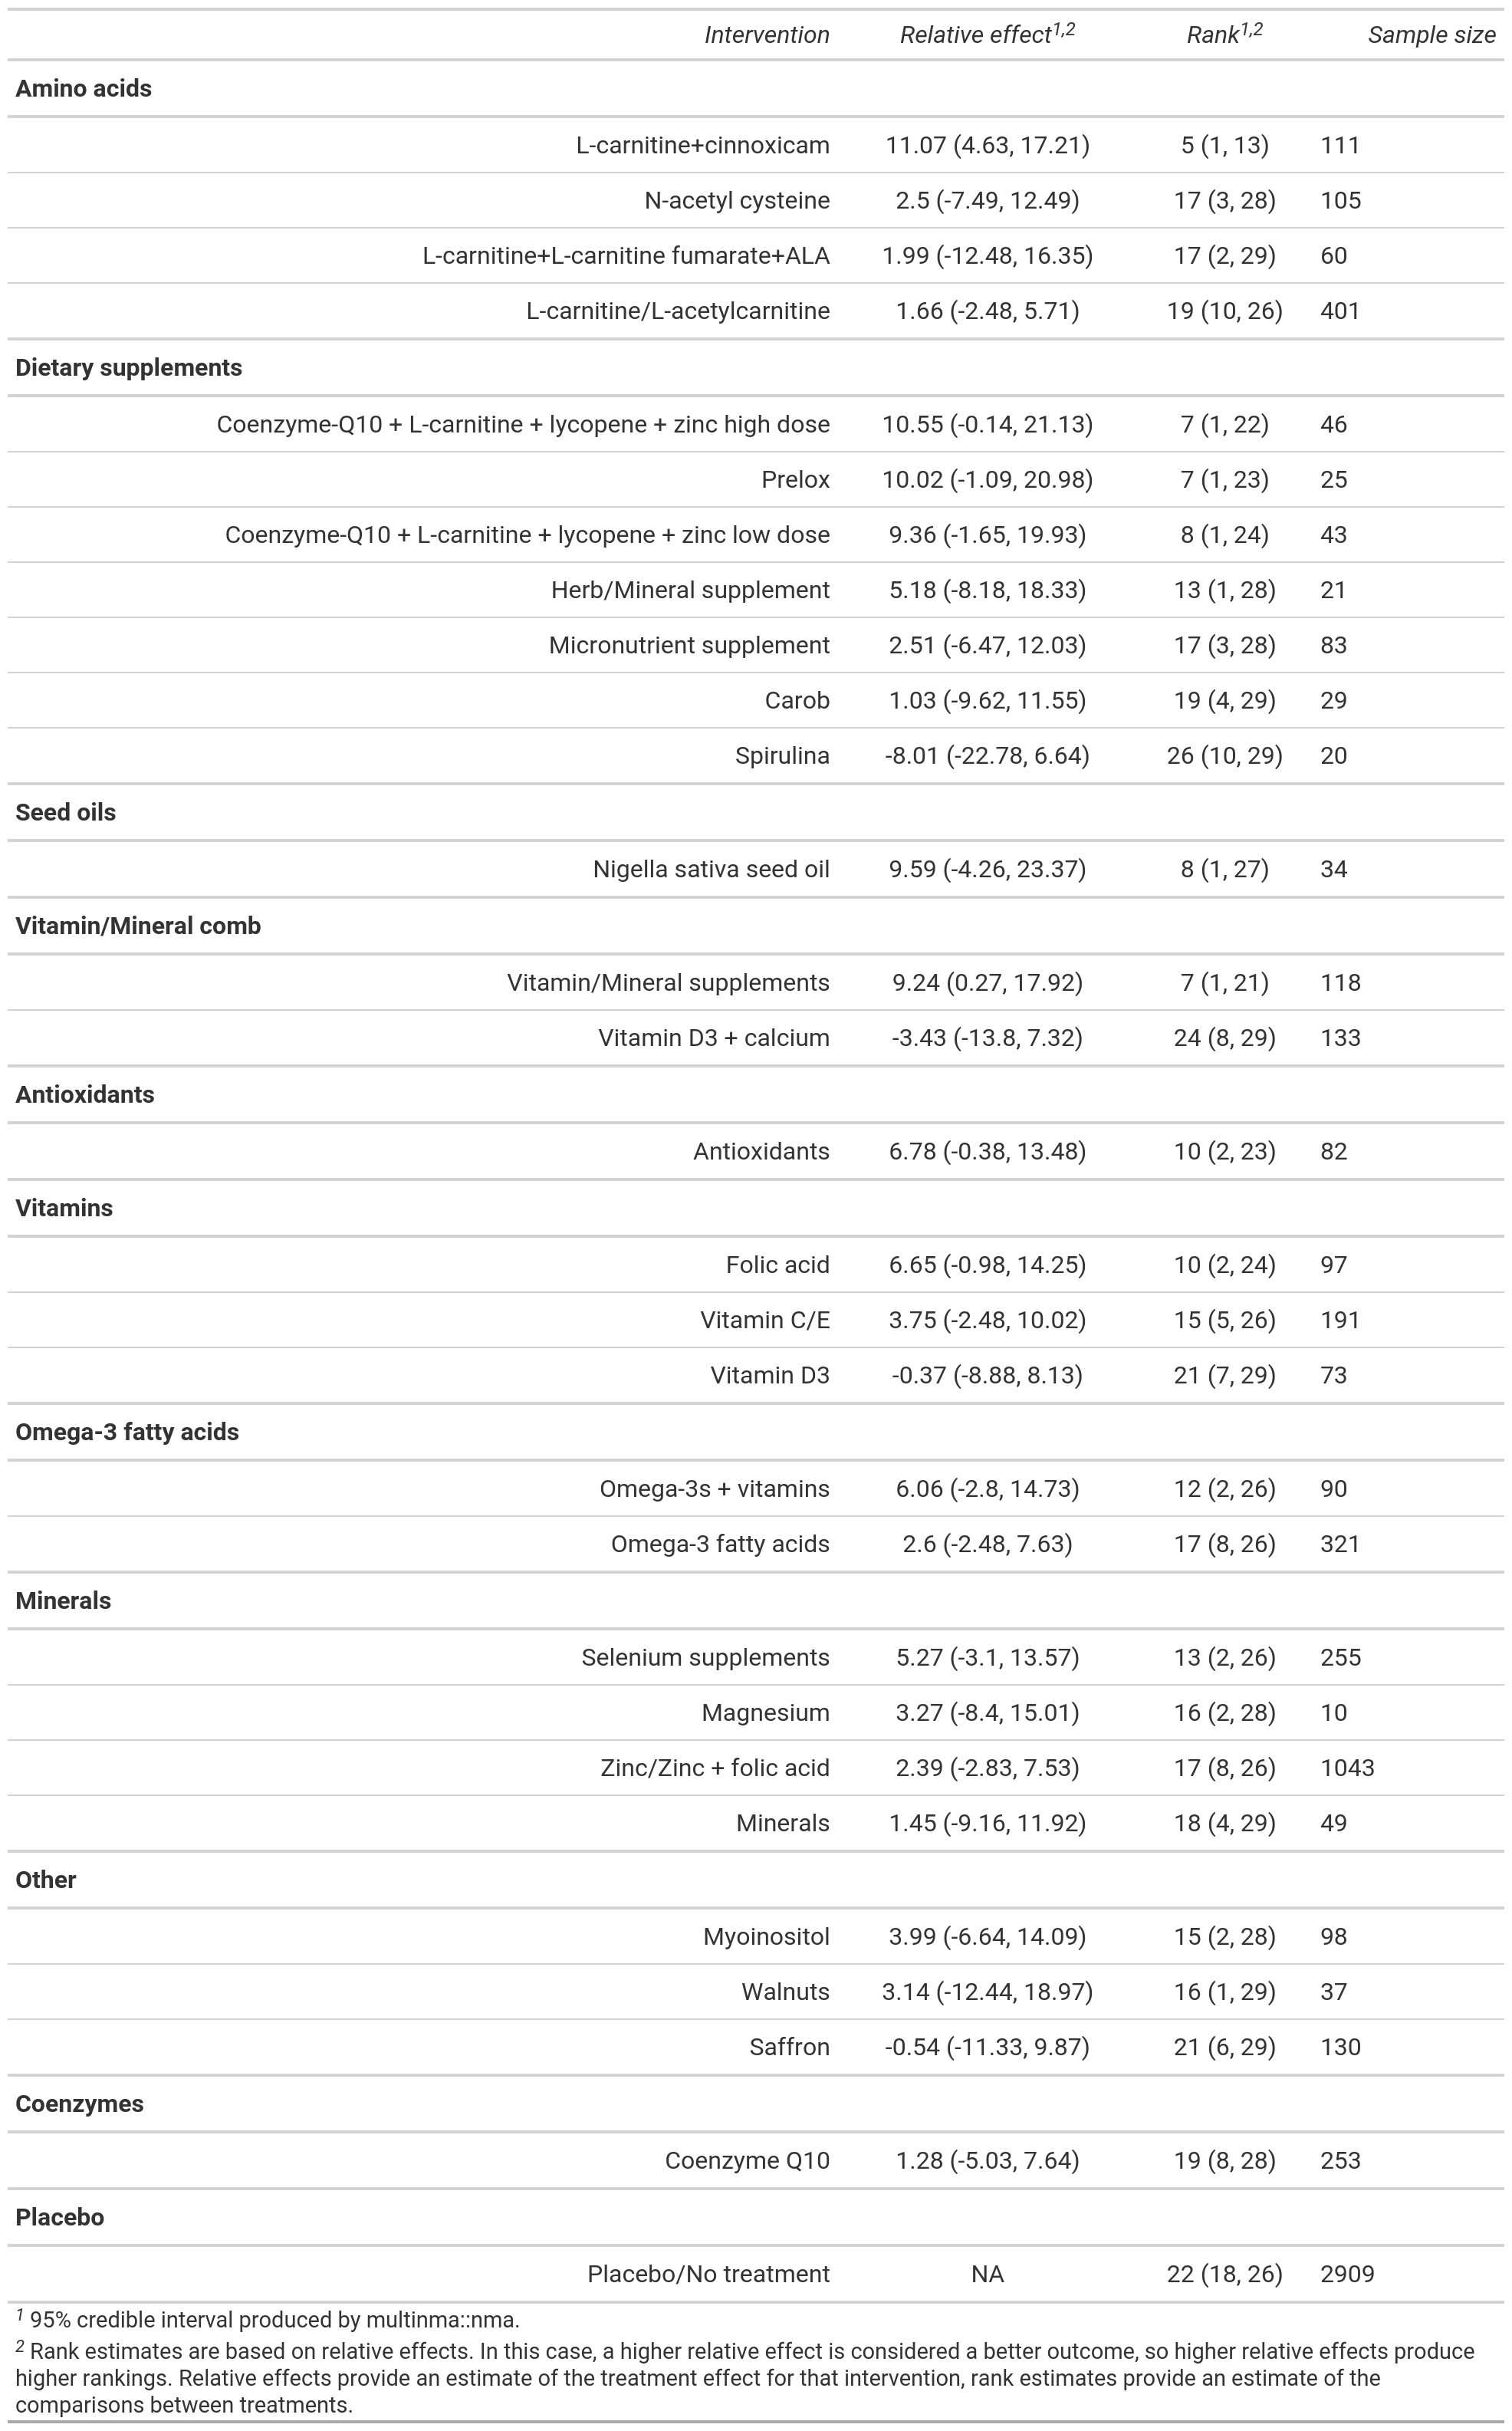 Intervention Relative effect1,2 Rank1,2 Sample size
Amino acids
L-carnitine+cinnoxicam 11.07 (4.63, 17.21) 5 (1, 13) 111
N-acetyl cysteine 2.5 (-7.49, 12.49) 17 (3, 28) 105
L-carnitine+L-carnitine fumarate+ALA 1.99 (-12.48, 16.35) 17 (2, 29) 60
L-carnitine/L-acetylcarnitine 1.66 (-2.48, 5.71) 19 (10, 26) 401
Dietary supplements
Coenzyme-Q10 + L-carnitine + lycopene + zinc high dose 10.55 (-0.14, 21.13) 7 (1, 22) 46
Prelox 10.02 (-1.09, 20.98) 7 (1, 23) 25
Coenzyme-Q10 + L-carnitine + lycopene + zinc low dose 9.36 (-1.65, 19.93) 8 (1, 24) 43
Herb/Mineral supplement 5.18 (-8.18, 18.33) 13 (1, 28) 21
Micronutrient supplement 2.51 (-6.47, 12.03) 17 (3, 28) 83
Carob 1.03 (-9.62, 11.55) 19 (4, 29) 29
Spirulina -8.01 (-22.78, 6.64) 26 (10, 29) 20
Seed oils
Nigella sativa seed oil 9.59 (-4.26, 23.37) 8 (1, 27) 34
Vitamin/Mineral comb
Vitamin/Mineral supplements 9.24 (0.27, 17.92) 7 (1, 21) 118
Vitamin D3 + calcium -3.43 (-13.8, 7.32) 24 (8, 29) 133
Antioxidants
Antioxidants 6.78 (-0.38, 13.48) 10 (2, 23) 82
Vitamins
Folic acid 6.65 (-0.98, 14.25) 10 (2, 24) 97
Vitamin C/E 3.75 (-2.48, 10.02) 15 (5, 26) 191
Vitamin D3 -0.37 (-8.88, 8.13) 21 (7, 29) 73
Omega-3 fatty acids
Omega-3s + vitamins 6.06 (-2.8, 14.73) 12 (2, 26) 90
Omega-3 fatty acids 2.6 (-2.48, 7.63) 17 (8, 26) 321
Minerals
Selenium supplements 5.27 (-3.1, 13.57) 13 (2, 26) 255
Magnesium 3.27 (-8.4, 15.01) 16 (2, 28) 10
Zinc/Zinc + folic acid 2.39 (-2.83, 7.53) 17 (8, 26) 1043
Minerals 1.45 (-9.16, 11.92) 18 (4, 29) 49
Other
Myoinositol 3.99 (-6.64, 14.09) 15 (2, 28) 98
Walnuts 3.14 (-12.44, 18.97) 16 (1, 29) 37
Saffron -0.54 (-11.33, 9.87) 21 (6, 29) 130
Coenzymes
Coenzyme Q10 1.28 (-5.03, 7.64) 19 (8, 28) 253
Placebo
Placebo/No treatment NA 22 (18, 26) 2909
1 95% credible interval produced by multinma::nma.
2 Rank estimates are based on relative effects. In this case, a higher relative effect is considered a better outcome, so higher relative effects produce
higher rankings. Relative effects provide an estimate of the treatment effect for that intervention, rank estimates provide an estimate of the
comparisons between treatments.